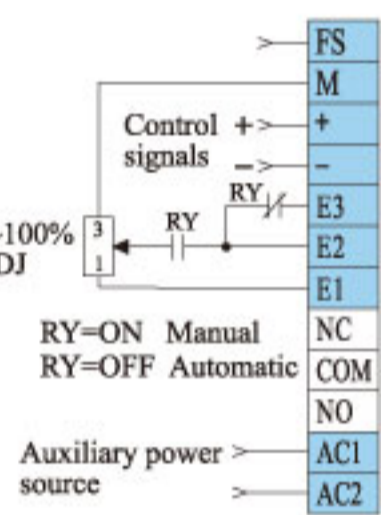 FS
M
Control + +
signals - -
RY E3
RY
100% 3 E2
DJ 1 E1
RY=ON Manual NC
RY=OFF Automatic COM
NO
Auxiliary power AC1
source AC2